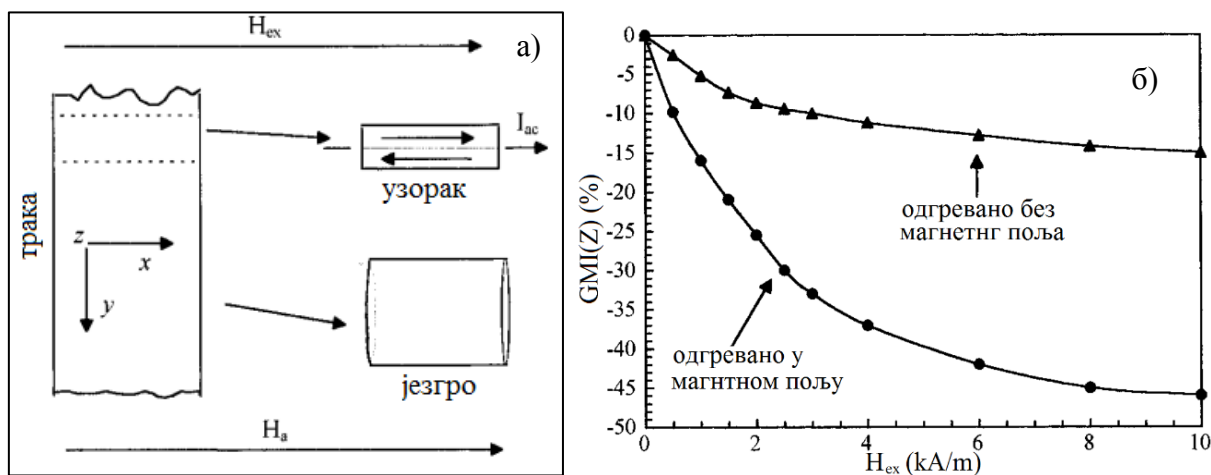 H_ex
а)
I_ac
узорак
трака
z
x
y
језгро
H_a
б)
GMI(Z) (%)
0
-5
-10
-15
-20
-25
-30
-35
-40
-45
-50
одгревано без
магнетнг поља
одгревано у
магнтном пољу
0
2
4
6
8
10
H_ex (kA/m)